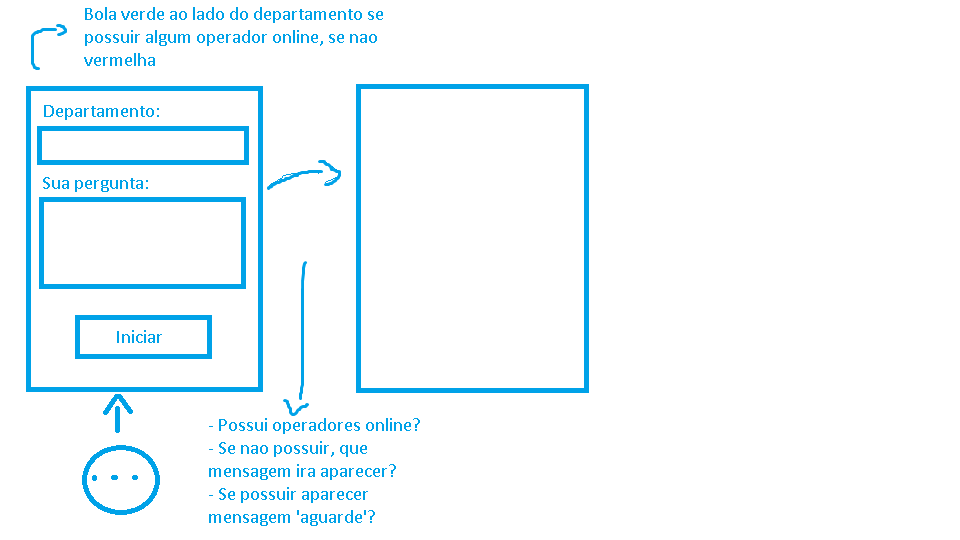 Bola verde ao lado do departamento se
possuir algum operador online, se nao
vermelha
Departamento:
Sua pergunta:
Iniciar
- Possui operadores online?
- Se nao possuir, que
mensagem ira aparecer?
- Se possuir aparecer
mensagem 'aguarde'?